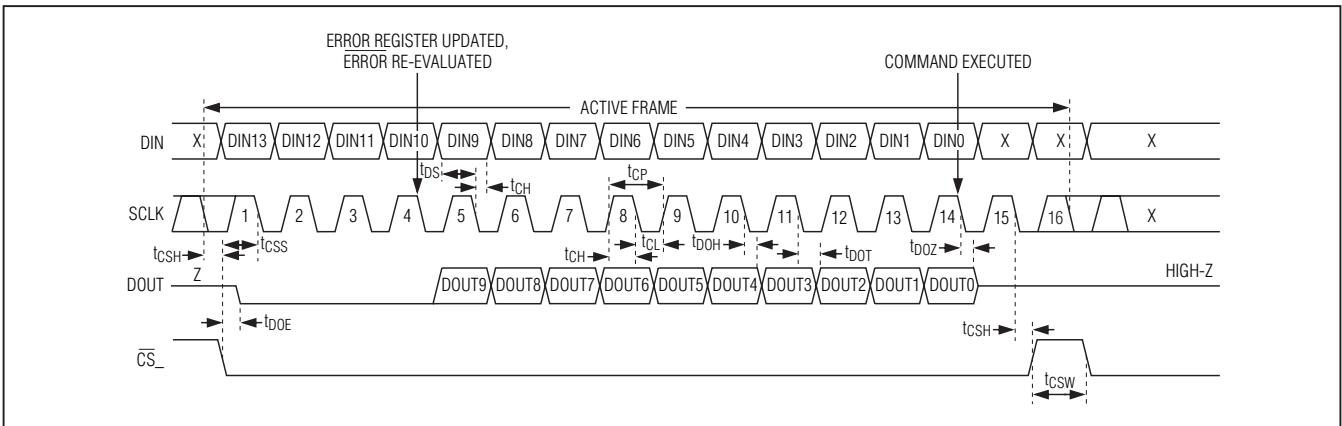 ERROR REGISTER UPDATED,
ERROR RE-EVALUATED
COMMAND EXECUTED
ACTIVE FRAME
DIN X DIN13 DIN12 DIN11 DIN10 DIN9 DIN8 DIN7 DIN6 DIN5 DIN4 DIN3 DIN2 DIN1 DIN0 X X X
tDS tCH tCP
SCLK 1 2 3 4 5 6 7 8 9 10 11 12 13 14 15 16 X
tCSH tCSS tCH tCL tDOH tDOT tDOZ
DOUT Z DOUT9 DOUT8 DOUT7 DOUT6 DOUT5 DOUT4 DOUT3 DOUT2 DOUT1 DOUT0 HIGH-Z
tDOE tCSH
CS_
tCSW